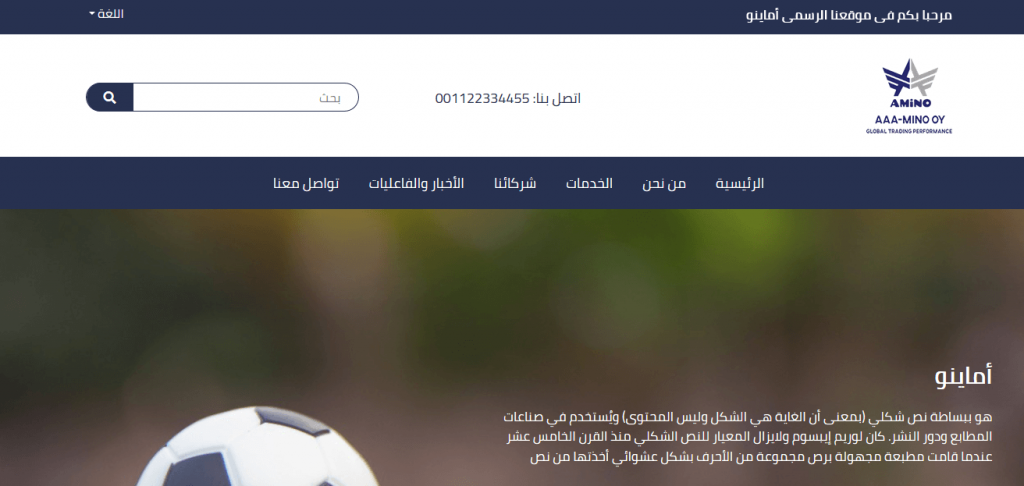 مرحبا بكم فى موقعنا الرسمى أماينو
اللغة
AMiNO
AAA-MINO OY
GLOBAL TRADING PERFORMANCE
اتصل بنا: 001122334455
بحث
الرئيسية
من نحن
الخدمات
شركائنا
الأخبار والفاعليات
تواصل معنا
أماينو
هو ببساطة نص شكلي (بمعنى أن الغاية هي الشكل وليس المحتوى) ويُستخدم في صناعات
المطابع ودور النشر. كان لوريم إيبسوم ولايزال المعيار للنص الشكلي منذ القرن الخامس عشر
عندما قامت مطبعة مجهولة برص مجموعة من الأحرف بشكل عشوائي أخذتها من نص